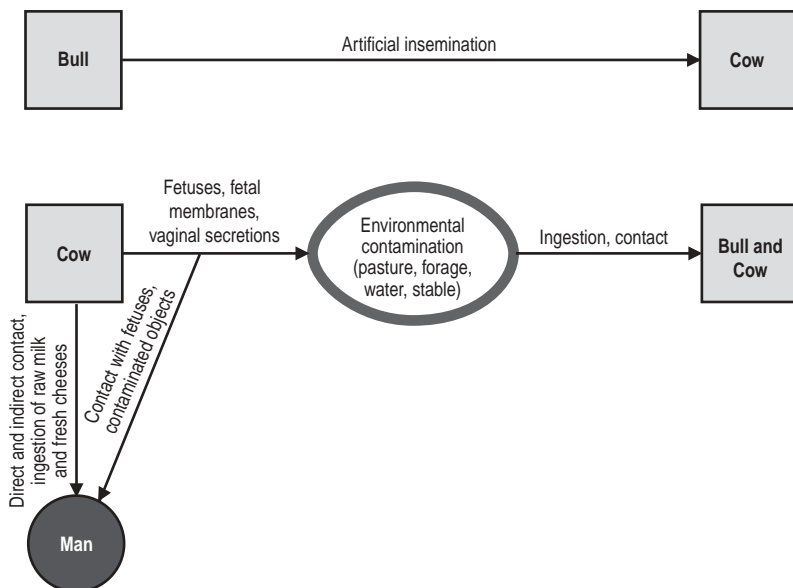 Bull
Artificial insemination
Cow
Cow
Fetuses, fetal
membranes,
vaginal secretions
Environmental
contamination
(pasture, forage,
water, stable)
Ingestion, contact
Bull and
Cow
Direct and indirect contact,
ingestion of raw milk
and fresh cheeses
Contact with fetuses,
contaminated objects
Man